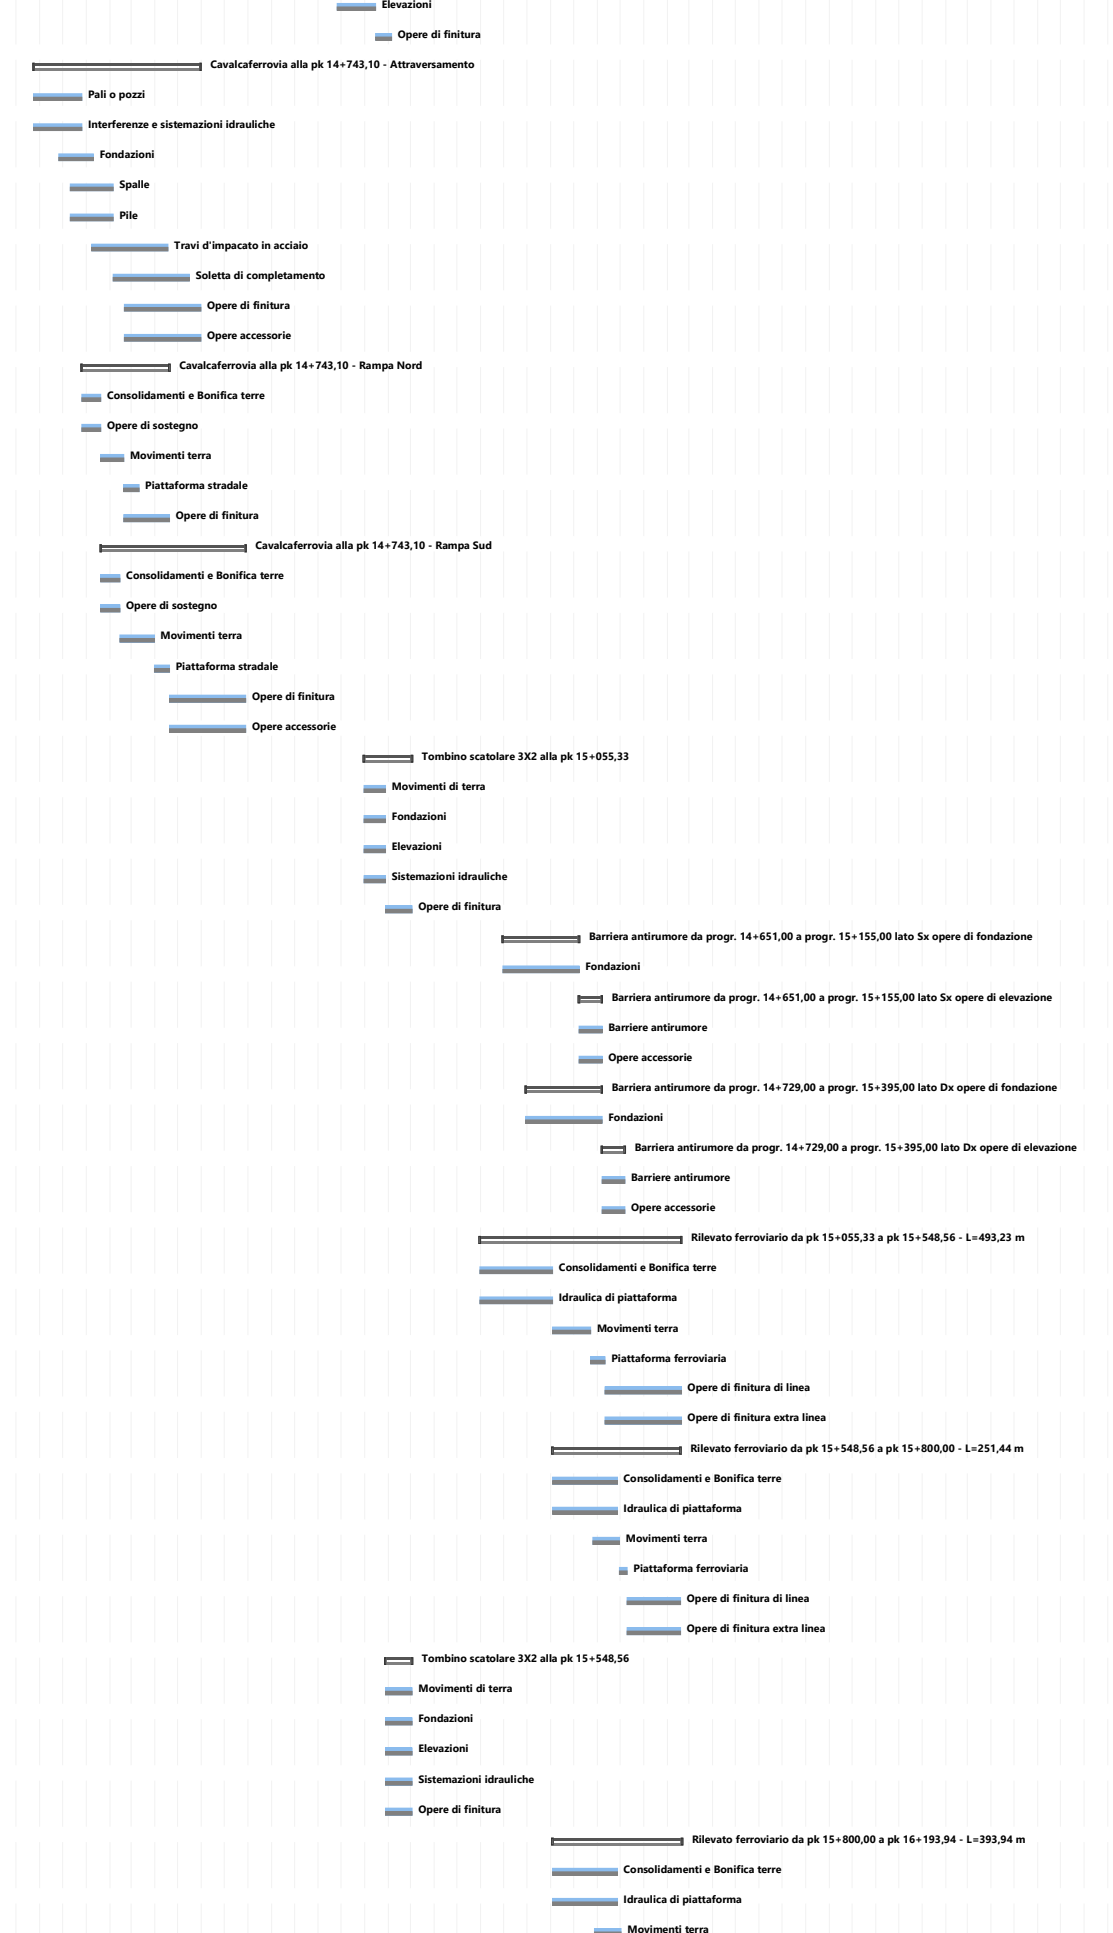 Elevazioni
Opere di finitura
Cavalcaferrovia alla pk 14+743,10 - Attraversamento
Pali o pozzi
Interferenze e sistemazioni idrauliche
Fondazioni
Spalle
Pile
Travi d'impacato in acciaio
Soletta di completamento
Opere di finitura
Opere accessorie
Cavalcaferrovia alla pk 14+743,10 - Rampa Nord
Consolidamenti e Bonifica terre
Opere di sostegno
Movimenti terra
Piattaforma stradale
Opere di finitura
Cavalcaferrovia alla pk 14+743,10 - Rampa Sud
Consolidamenti e Bonifica terre
Opere di sostegno
Movimenti terra
Piattaforma stradale
Opere di finitura
Opere accessorie
Tombino scatolare 3X2 alla pk 15+055,33
Movimenti di terra
Fondazioni
Elevazioni
Sistemazioni idrauliche
Opere di finitura
Barriera antirumore da progr. 14+651,00 a progr. 15+155,00 lato Sx opere di fondazione
Fondazioni
Barriera antirumore da progr. 14+651,00 a progr. 15+155,00 lato Sx opere di elevazione
Barriere antirumore
Opere accessorie
Barriera antirumore da progr. 14+729,00 a progr. 15+395,00 lato Dx opere di fondazione
Fondazioni
Barriera antirumore da progr. 14+729,00 a progr. 15+395,00 lato Dx opere di elevazione
Barriere antirumore
Opere accessorie
Rilevato ferroviario da pk 15+055,33 a pk 15+548,56 - L=493,23 m
Consolidamenti e Bonifica terre
Idraulica di piattaforma
Movimenti terra
Piattaforma ferroviaria
Opere di finitura di linea
Opere di finitura extra linea
Rilevato ferroviario da pk 15+548,56 a pk 15+800,00 - L=251,44 m
Consolidamenti e Bonifica terre
Idraulica di piattaforma
Movimenti terra
Piattaforma ferroviaria
Opere di finitura di linea
Opere di finitura extra linea
Tombino scatolare 3X2 alla pk 15+548,56
Movimenti di terra
Fondazioni
Elevazioni
Sistemazioni idrauliche
Opere di finitura
Rilevato ferroviario da pk 15+800,00 a pk 16+193,94 - L=393,94 m
Consolidamenti e Bonifica terre
Idraulica di piattaforma
Movimenti terra